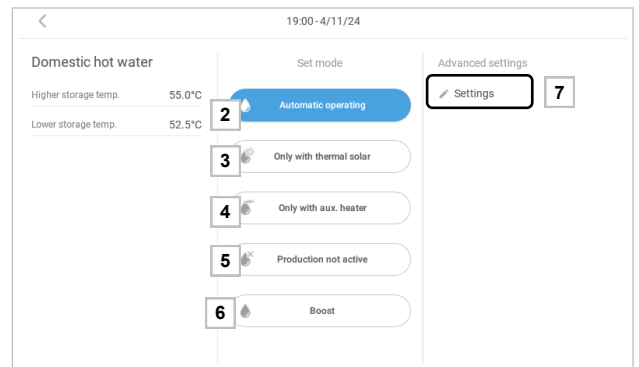 19:00-4/11/24
Domestic hot water
Higher storage temp. 55.0°C
Lower storage temp. 52.5°C
Set mode
2 Automatic operating
3 Only with thermal solar
4 Only with aux. heater
5 Production not active
6 Boost
Advanced settings
Settings 7